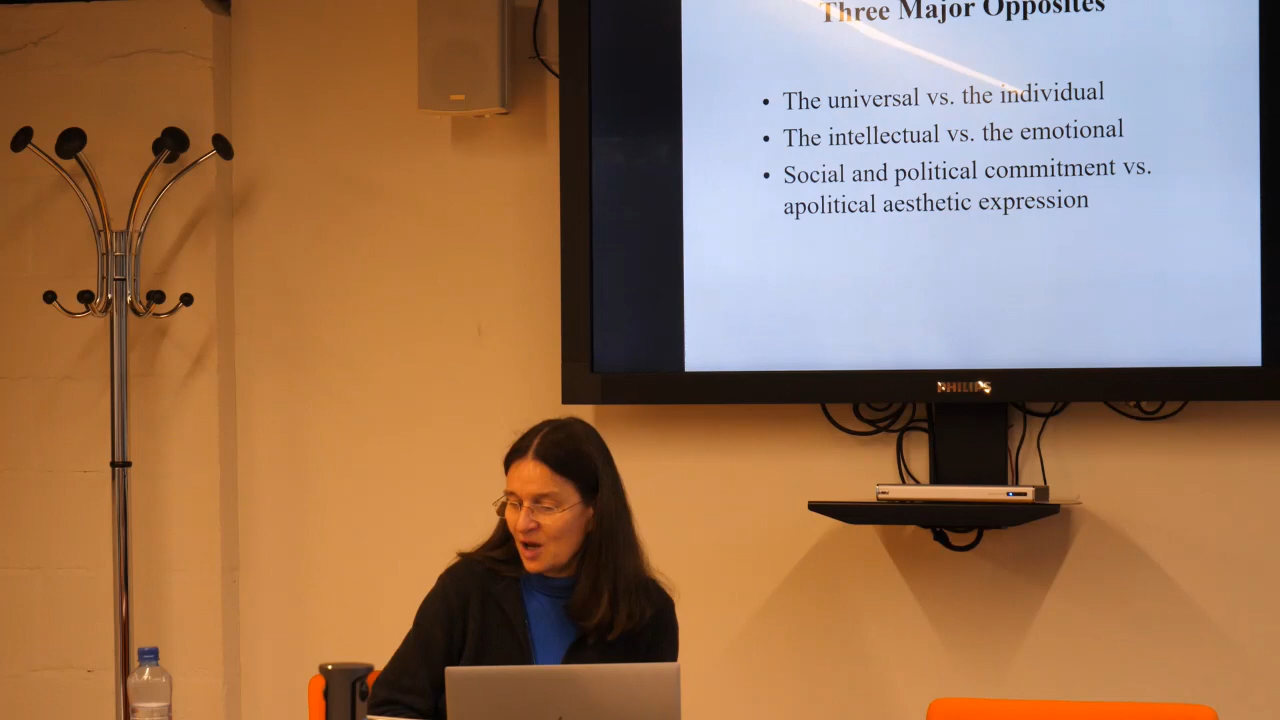 Three Major Opposites
• The universal vs. the individual
• The intellectual vs. the emotional
• Social and political commitment vs.
apolitical aesthetic expression
PHILIPS